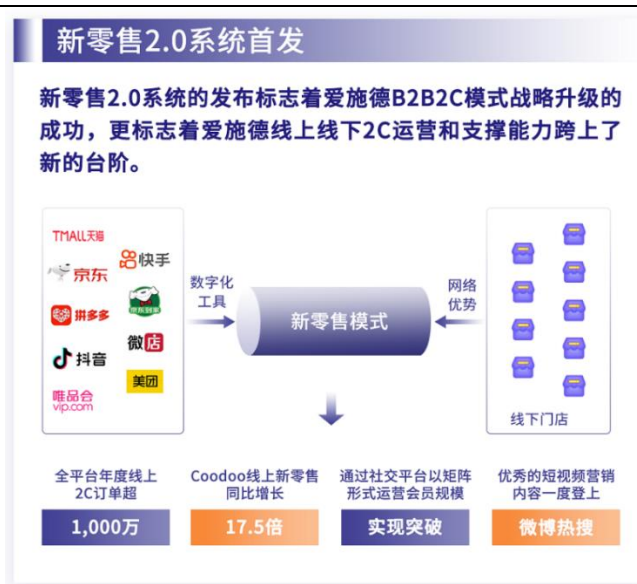 新零售2.0系统首发
新零售2.0系统的发布标志着爱施德B2B2C模式战略升级的
成功，更标志着爱施德线上线下2C运营和支撑能力跨上了
新的台阶。
TMALL天猫
快手
京东
京东到家
拼多多
微店
抖音
美团
唯品会
vip.com
数字化
工具
新零售模式
网络
优势
线下门店
全平台年度线上
2C订单超
1,000万
Coodoo线上新零售
同比增长
17.5倍
通过社交平台以矩阵
形式运营会员规模
实现突破
优秀的短视频营销
内容一度登上
微博热搜